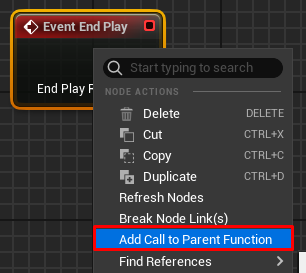 Event End Play
End Play
Start typing to search
NODE ACTIONS
Delete DELETE
Cut CTRL+X
Copy CTRL+C
Duplicate CTRL+D
Refresh Nodes
Break Node Link(s)
Add Call to Parent Function
Find References